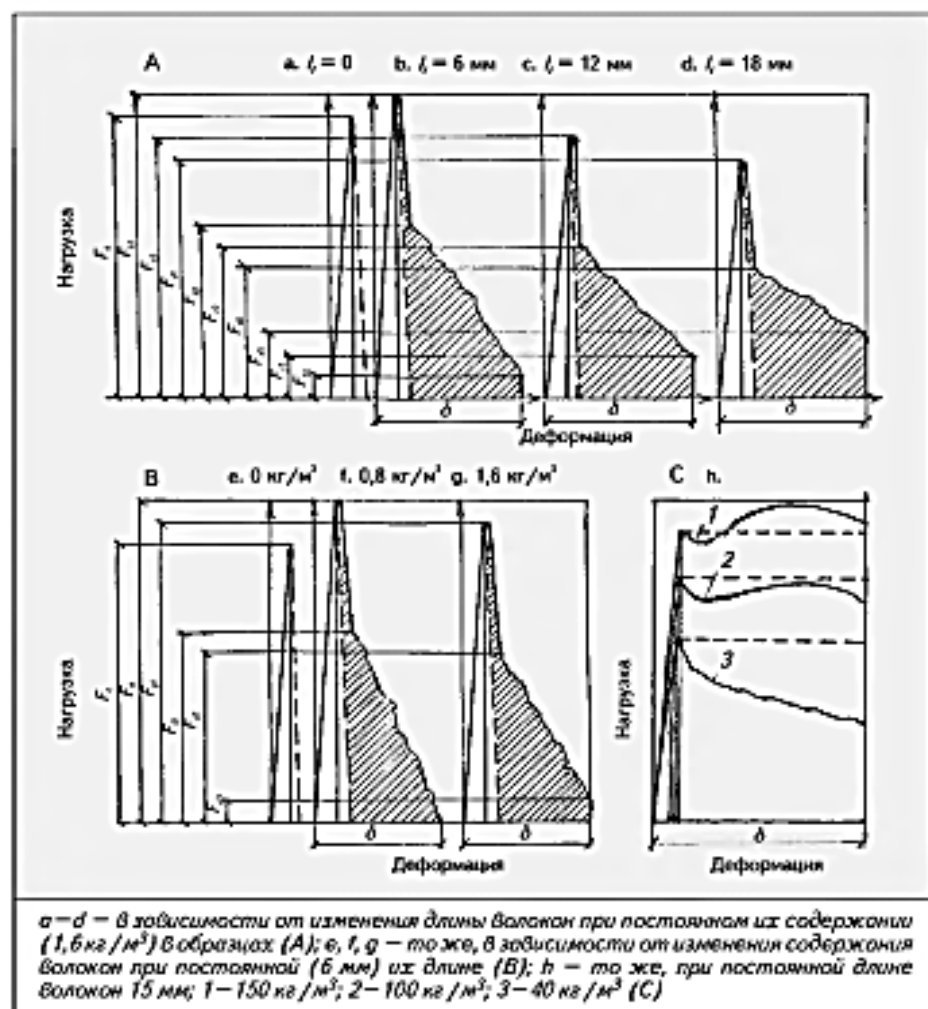 A
a. l = 0 b. l = 6 мм c. l = 12 мм d. l = 18 мм
Нагрузка
δ δ δ
Деформация
B
e. 0 кг/м³ f. 0,8 кг/м³ g. 1,6 кг/м³
Нагрузка
δ δ
Деформация
C h.
1
2
3
Нагрузка
δ
Деформация
a – d – в зависимости от изменения длины волокон при постоянном их содержании
(1,6 кг/м³) в образцах (А); e, f, g – то же, в зависимости от изменения содержания
волокон при постоянной (6 мм) их длине (В); h – то же, при постоянной длине
волокон 15 мм; 1–150 кг/м³; 2–100 кг/м³; 3–40 кг/м³ (С)